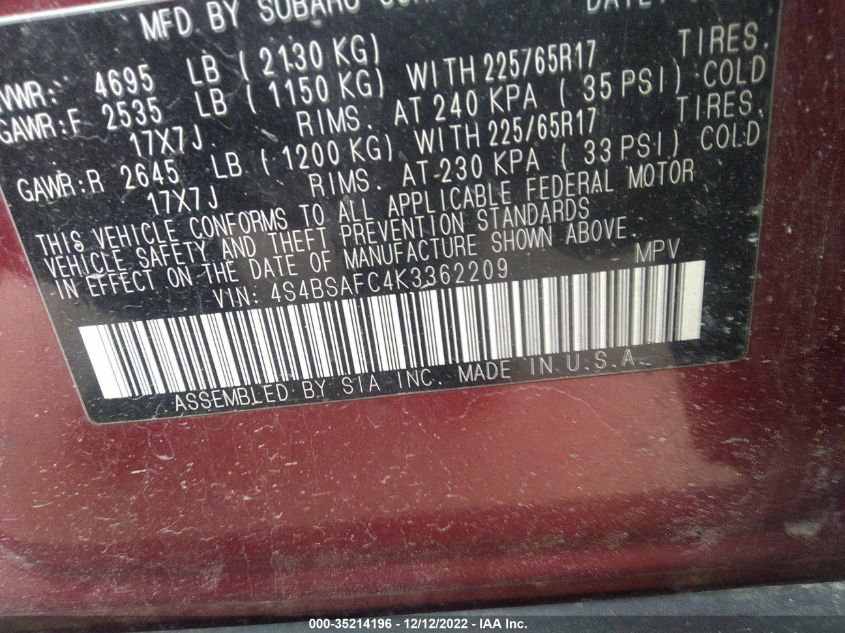 MFD BY SUBARU
VWR: 4695 LB ( 2130 KG)
GAWR:F 2535 LB ( 1150 KG) WITH 225/65R17 TIRES.
17X7J RIMS. AT 240 KPA ( 35 PSI) COLD
GAWR:R 2645 LB ( 1200 KG) WITH 225/65R17 TIRES.
17X7J RIMS. AT 230 KPA ( 33 PSI) COLD
THIS VEHICLE CONFORMS TO ALL APPLICABLE FEDERAL MOTOR
VEHICLE SAFETY AND THEFT PREVENTION STANDARDS
IN EFFECT ON THE DATE OF MANUFACTURE SHOWN ABOVE.
VIN: 4S4BSAFC4K3362209 MPV
ASSEMBLED BY SIA INC. MADE IN U.S.A.
000-35214196 - 12/12/2022 - IAA Inc.